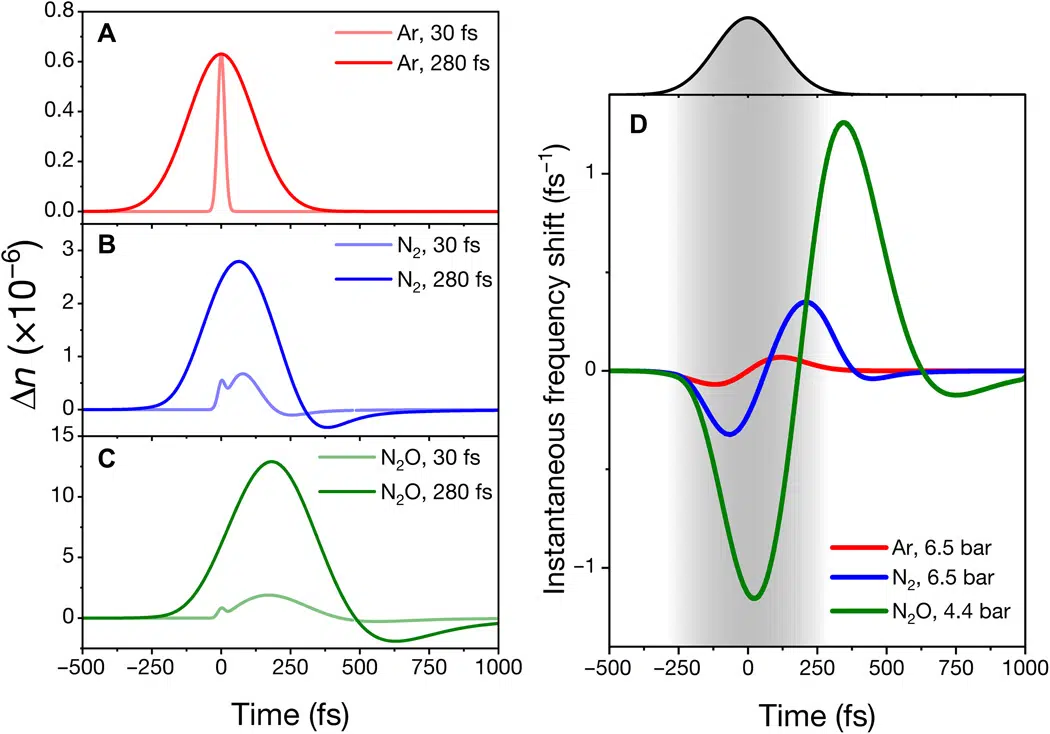 A
Ar, 30 fs
Ar, 280 fs
0.8
0.6
0.4
0.2
0.0
B
N₂, 30 fs
N₂, 280 fs
3
2
1
0
Δn (×10⁻⁶)
C
N₂O, 30 fs
N₂O, 280 fs
15
10
5
0
−500 −250 0 250 500 750 1000
Time (fs)
D
Instantaneous frequency shift (fs⁻¹)
1
0
−1
Ar, 6.5 bar
N₂, 6.5 bar
N₂O, 4.4 bar
−500 −250 0 250 500 750 1000
Time (fs)